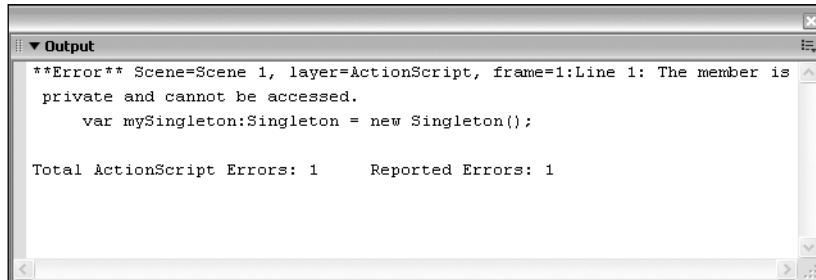 Output
**Error** Scene=Scene 1, layer=ActionScript, frame=1:Line 1: The member is
private and cannot be accessed.
var mySingleton:Singleton = new Singleton();
Total ActionScript Errors: 1 Reported Errors: 1